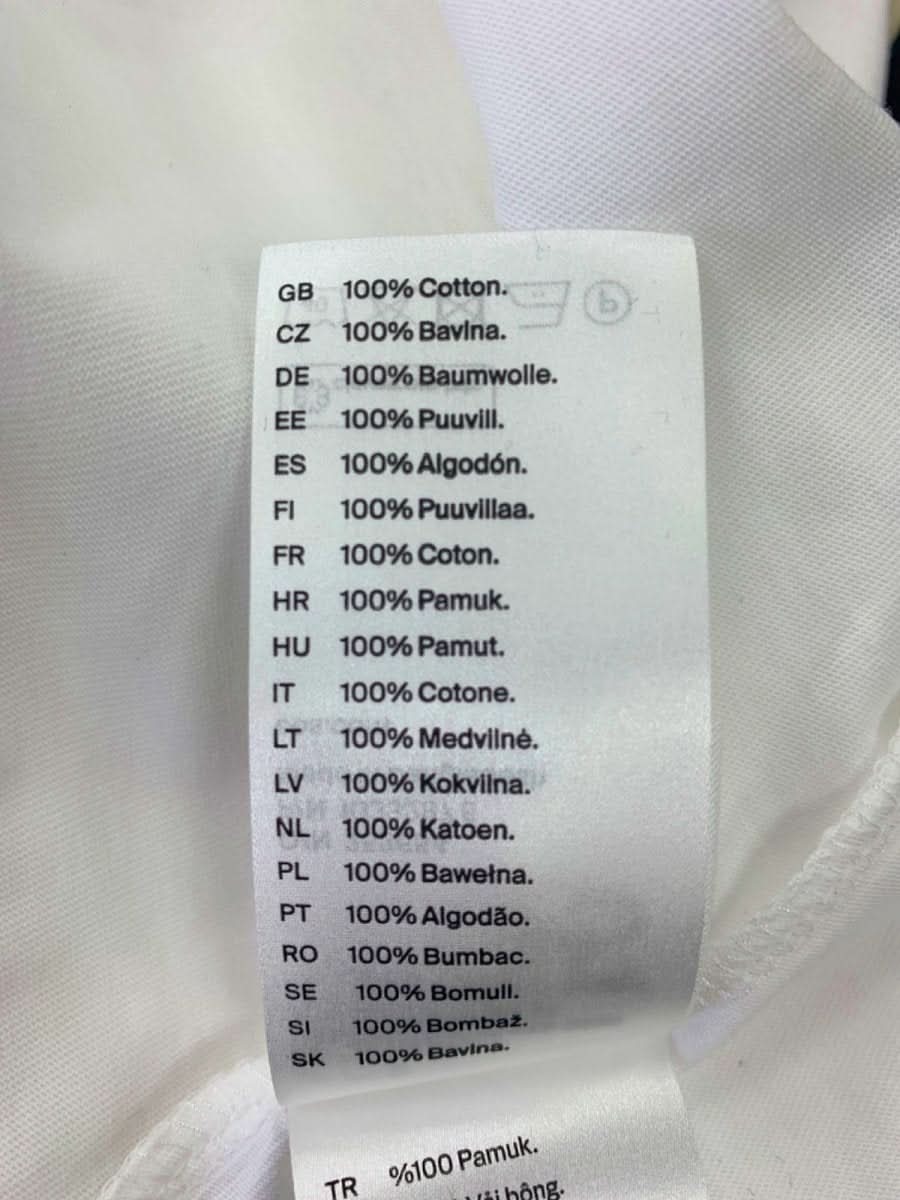 GB 100% Cotton.
CZ 100% Bavlna.
DE 100% Baumwolle.
EE 100% Puuvill.
ES 100% Algodón.
FI 100% Puuvillaa.
FR 100% Coton.
HR 100% Pamuk.
HU 100% Pamut.
IT 100% Cotone.
LT 100% Medvilnė.
LV 100% Kokvilna.
NL 100% Katoen.
PL 100% Bawełna.
PT 100% Algodão.
RO 100% Bumbac.
SE 100% Bomull.
SI 100% Bombaž.
SK 100% Bavlna.
TR %100 Pamuk.
Vải bông.